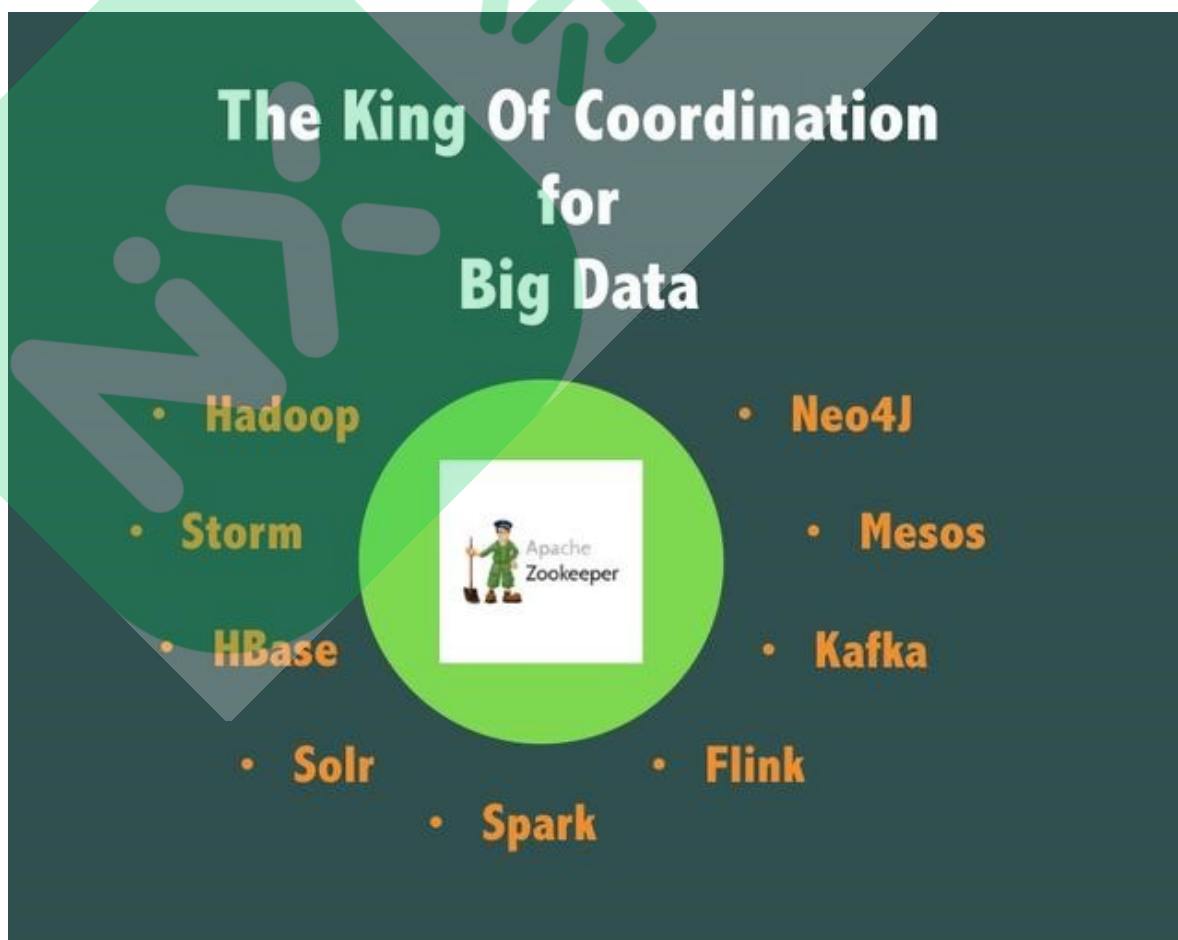 The King Of Coordination
for
Big Data
• Hadoop
• Neo4J
• Storm
• Mesos
Apache
Zookeeper
• HBase
• Kafka
• Solr
• Flink
• Spark